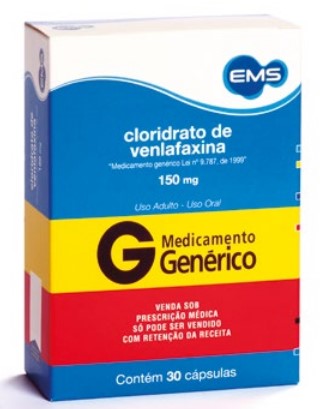 EMS
cloridrato de
venlafaxina
"Medicamento genérico Lei nº 9.787, de 1999"
150 mg
Uso Adulto - Uso Oral
G Medicamento
Genérico
VENDA SOB
PRESCRIÇÃO MÉDICA
SÓ PODE SER VENDIDO
COM RETENÇÃO DA RECEITA
Contém 30 cápsulas